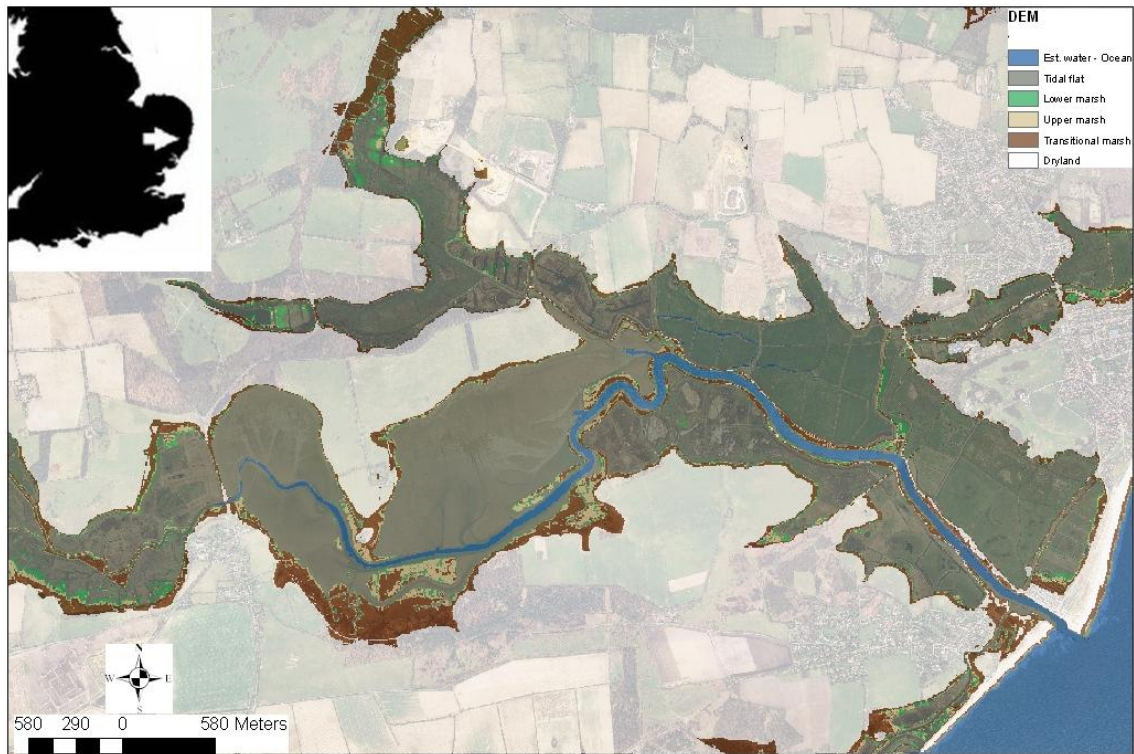 DEM
Est. water - Ocean
Tidal flat
Lower marsh
Upper marsh
Transitional marsh
Dryland
N
W E
S
580 290 0 580 Meters